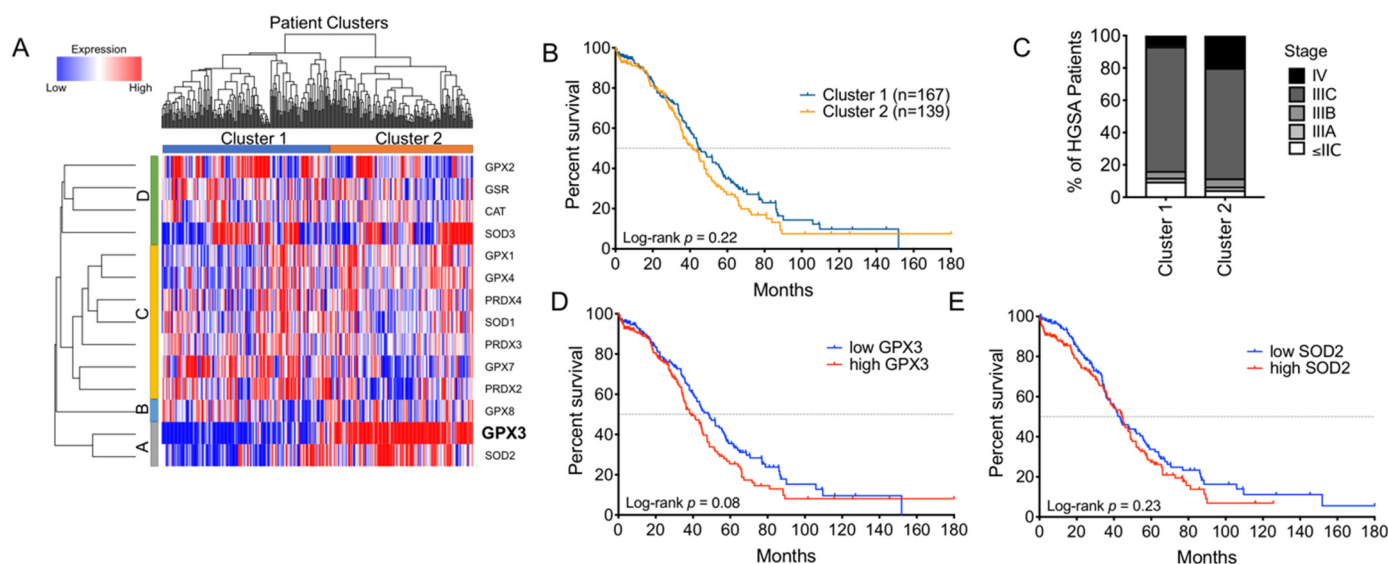 A
Patient Clusters
Expression
Low High
Cluster 1 Cluster 2
D
C
B
A
GPX2
GSR
CAT
SOD3
GPX1
GPX4
PRDX4
SOD1
PRDX3
GPX7
PRDX2
GPX8
GPX3
SOD2
B
Percent survival
100
80
60
40
20
0
Cluster 1 (n=167)
Cluster 2 (n=139)
Log-rank p = 0.22
0 20 40 60 80 100 120 140 160 180
Months
C
% of HGSA Patients
100
80
60
40
20
0
Cluster 1
Cluster 2
Stage
IV
IIIC
IIIB
IIIA
≤IIC
D
Percent survival
100
80
60
40
20
0
low GPX3
high GPX3
Log-rank p = 0.08
0 20 40 60 80 100 120 140 160 180
Months
E
Percent survival
100
80
60
40
20
0
low SOD2
high SOD2
Log-rank p = 0.23
0 20 40 60 80 100 120 140 160 180
Months